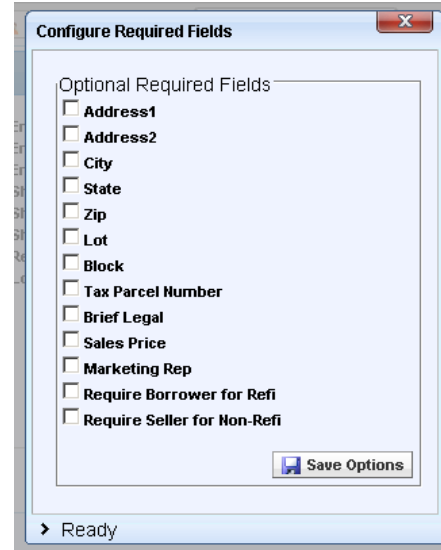 Configure Required Fields
Optional Required Fields
Address1
Address2
City
State
Zip
Lot
Block
Tax Parcel Number
Brief Legal
Sales Price
Marketing Rep
Require Borrower for Refi
Require Seller for Non-Refi
Save Options
Ready